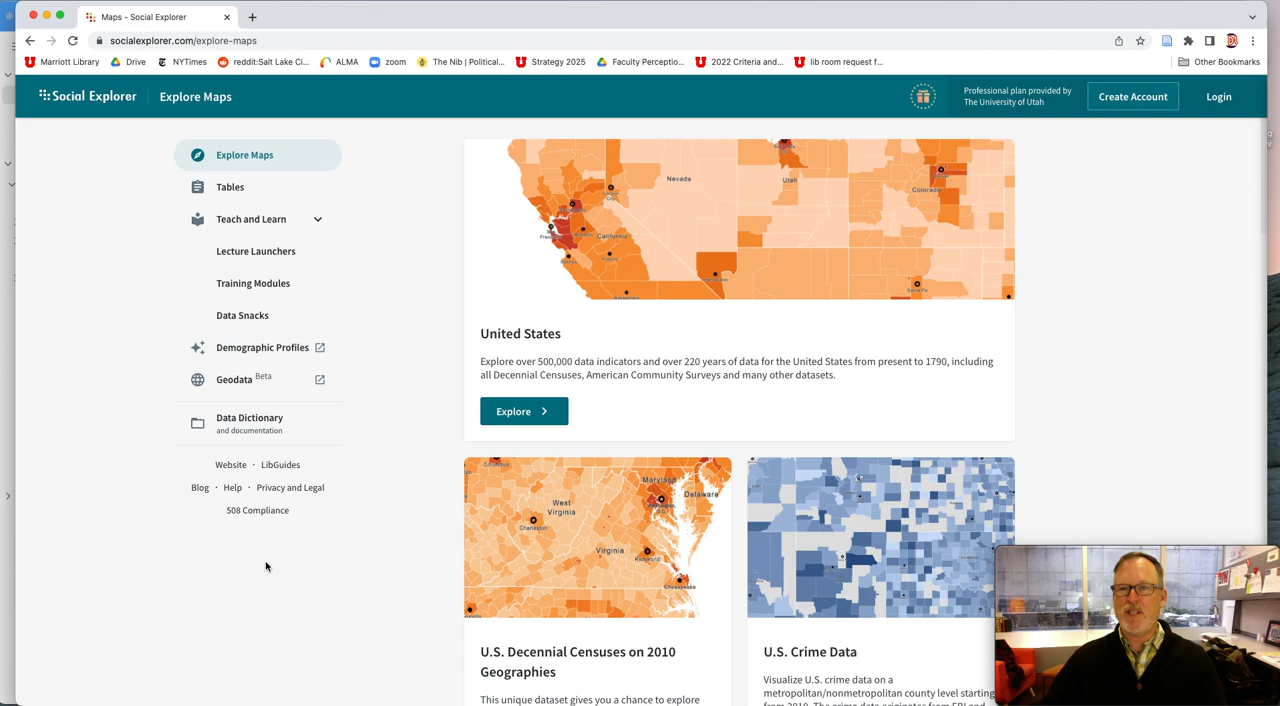 Maps - Social Explorer
socialexplorer.com/explore-maps
Marriott Library
Drive
NYTimes
reddit:Salt Lake Ci...
ALMA
zoom
The Nib | Political...
Strategy 2025
Faculty Perceptio...
2022 Criteria and...
lib room request f...
Other Bookmarks
Social Explorer
Explore Maps
Professional plan provided by
The University of Utah
Create Account
Login
Explore Maps
Tables
Teach and Learn
Lecture Launchers
Training Modules
Data Snacks
Demographic Profiles
Geodata Beta
Data Dictionary
and documentation
Website · LibGuides
Blog · Help · Privacy and Legal
508 Compliance
Nevada
Utah
Colorado
California
United States
Explore over 500,000 data indicators and over 220 years of data for the United States from present to 1790, including
all Decennial Censuses, American Community Surveys and many other datasets.
Explore
Maryland
Delaware
West
Virginia
Charleston
Virginia
Richmond
Chesapeake
U.S. Decennial Censuses on 2010
Geographies
This unique dataset gives you a chance to explore
U.S. Crime Data
Visualize U.S. crime data on a
metropolitan/nonmetropolitan county level starting